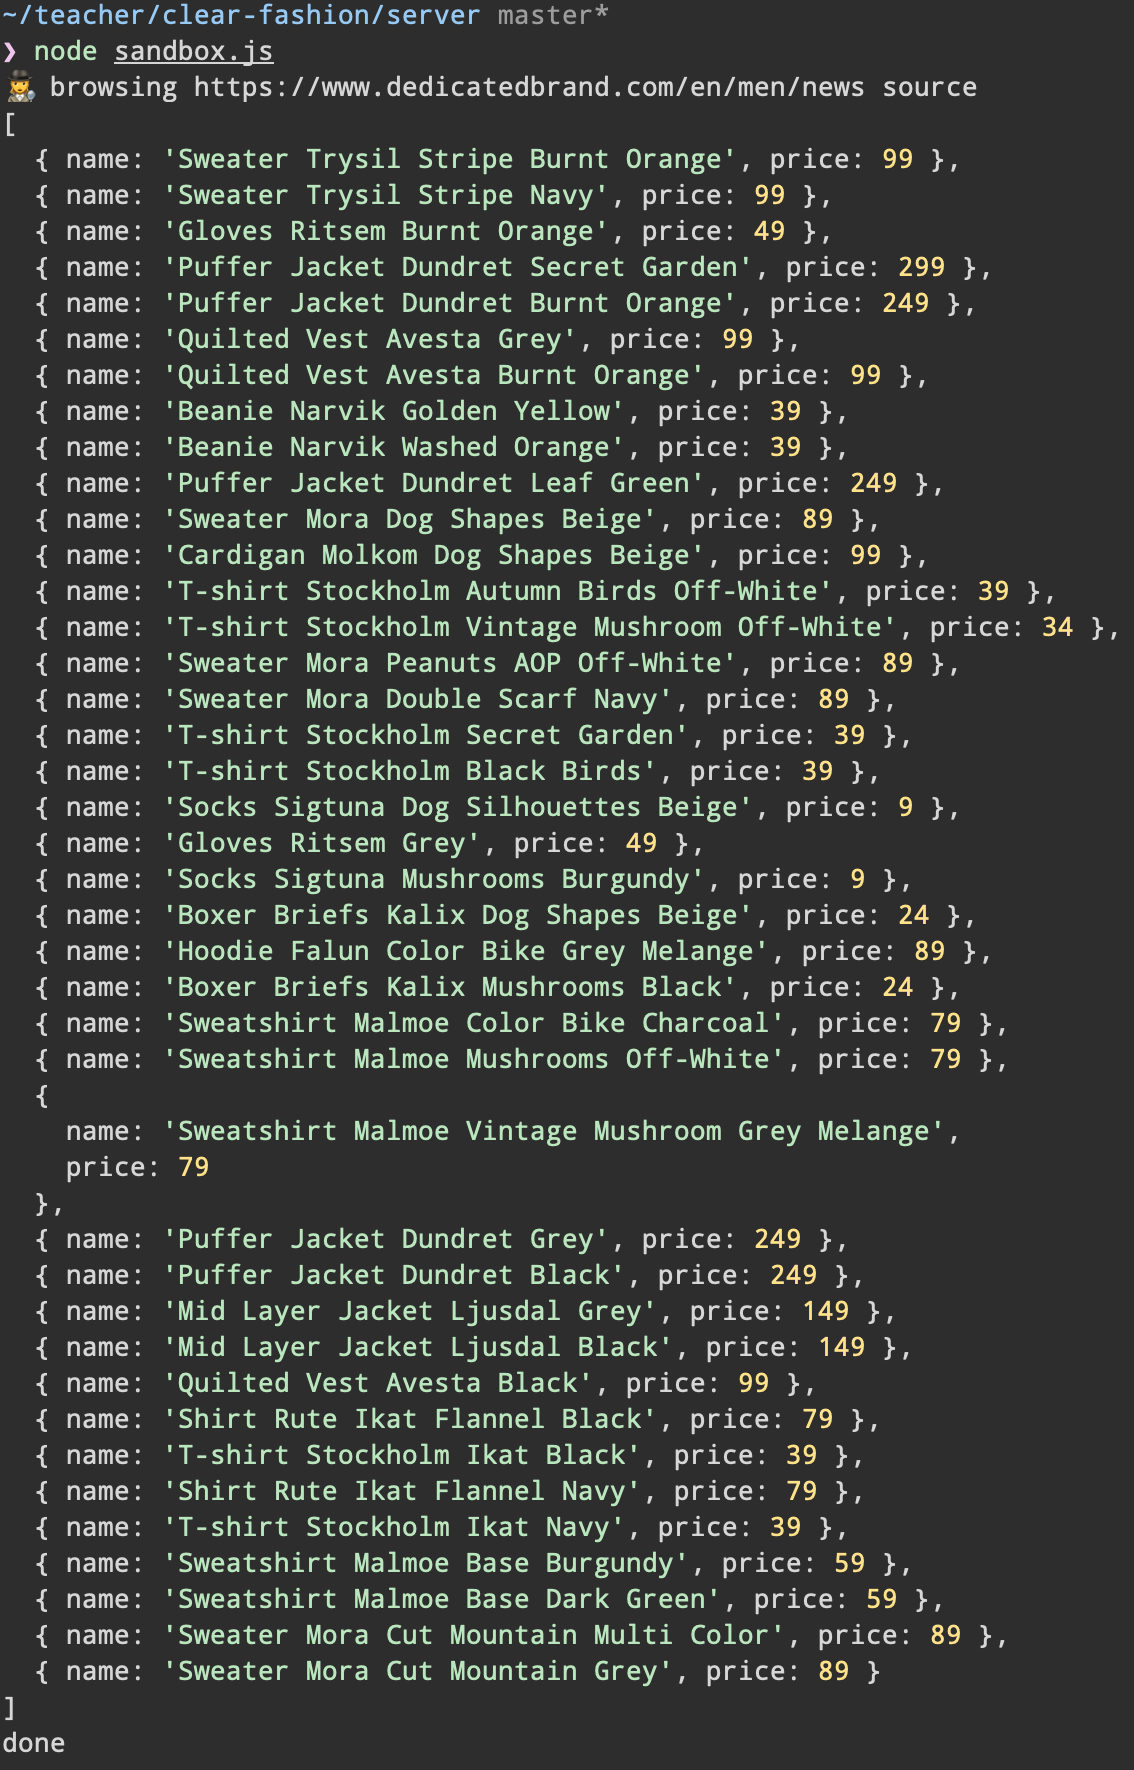 ~/teacher/clear-fashion/server master*
❯ node sandbox.js
browsing https://www.dedicatedbrand.com/en/men/news source
[
  { name: 'Sweater Trysil Stripe Burnt Orange', price: 99 },
  { name: 'Sweater Trysil Stripe Navy', price: 99 },
  { name: 'Gloves Ritsem Burnt Orange', price: 49 },
  { name: 'Puffer Jacket Dundret Secret Garden', price: 299 },
  { name: 'Puffer Jacket Dundret Burnt Orange', price: 249 },
  { name: 'Quilted Vest Avesta Grey', price: 99 },
  { name: 'Quilted Vest Avesta Burnt Orange', price: 99 },
  { name: 'Beanie Narvik Golden Yellow', price: 39 },
  { name: 'Beanie Narvik Washed Orange', price: 39 },
  { name: 'Puffer Jacket Dundret Leaf Green', price: 249 },
  { name: 'Sweater Mora Dog Shapes Beige', price: 89 },
  { name: 'Cardigan Molkom Dog Shapes Beige', price: 99 },
  { name: 'T-shirt Stockholm Autumn Birds Off-White', price: 39 },
  { name: 'T-shirt Stockholm Vintage Mushroom Off-White', price: 34 },
  { name: 'Sweater Mora Peanuts AOP Off-White', price: 89 },
  { name: 'Sweater Mora Double Scarf Navy', price: 89 },
  { name: 'T-shirt Stockholm Secret Garden', price: 39 },
  { name: 'T-shirt Stockholm Black Birds', price: 39 },
  { name: 'Socks Sigtuna Dog Silhouettes Beige', price: 9 },
  { name: 'Gloves Ritsem Grey', price: 49 },
  { name: 'Socks Sigtuna Mushrooms Burgundy', price: 9 },
  { name: 'Boxer Briefs Kalix Dog Shapes Beige', price: 24 },
  { name: 'Hoodie Falun Color Bike Grey Melange', price: 89 },
  { name: 'Boxer Briefs Kalix Mushrooms Black', price: 24 },
  { name: 'Sweatshirt Malmoe Color Bike Charcoal', price: 79 },
  { name: 'Sweatshirt Malmoe Mushrooms Off-White', price: 79 },
  {
    name: 'Sweatshirt Malmoe Vintage Mushroom Grey Melange',
    price: 79
  },
  { name: 'Puffer Jacket Dundret Grey', price: 249 },
  { name: 'Puffer Jacket Dundret Black', price: 249 },
  { name: 'Mid Layer Jacket Ljusdal Grey', price: 149 },
  { name: 'Mid Layer Jacket Ljusdal Black', price: 149 },
  { name: 'Quilted Vest Avesta Black', price: 99 },
  { name: 'Shirt Rute Ikat Flannel Black', price: 79 },
  { name: 'T-shirt Stockholm Ikat Black', price: 39 },
  { name: 'Shirt Rute Ikat Flannel Navy', price: 79 },
  { name: 'T-shirt Stockholm Ikat Navy', price: 39 },
  { name: 'Sweatshirt Malmoe Base Burgundy', price: 59 },
  { name: 'Sweatshirt Malmoe Base Dark Green', price: 59 },
  { name: 'Sweater Mora Cut Mountain Multi Color', price: 89 },
  { name: 'Sweater Mora Cut Mountain Grey', price: 89 }
]
done